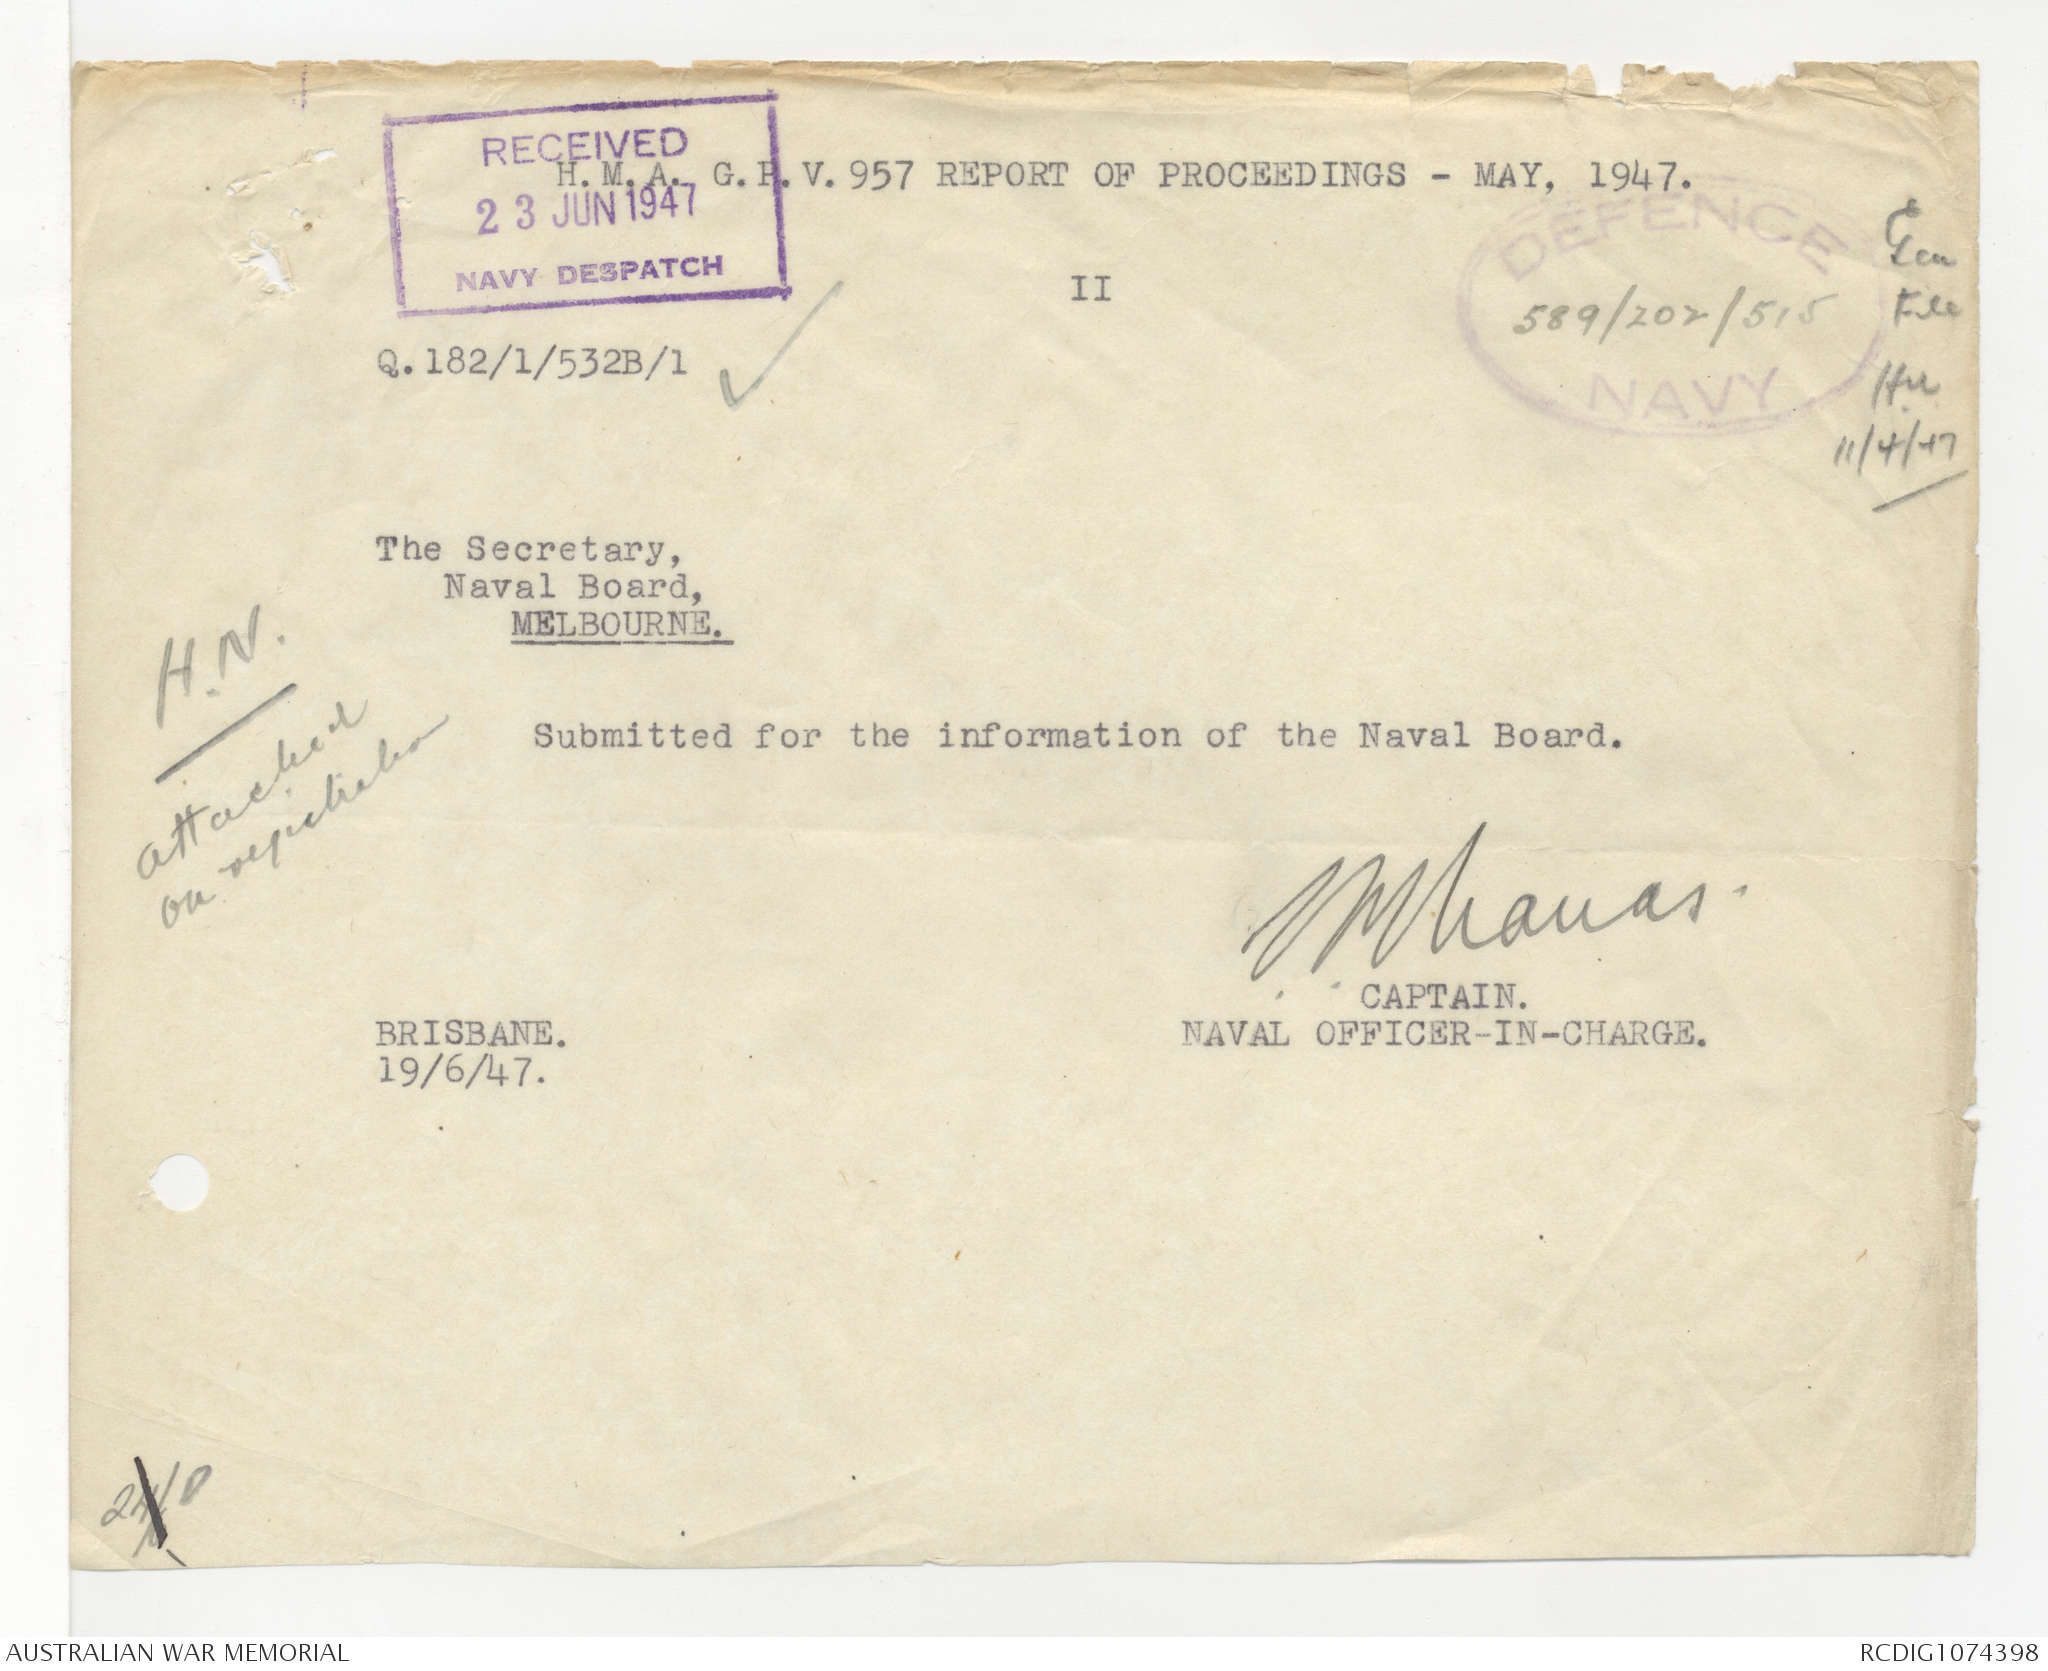 RECEIVED
23 JUN 1947
NAVY DESPATCH
H.M.A. G.P.V. 957 REPORT OF PROCEEDINGS - MAY, 1947.
DEFENCE
589/202/515
NAVY
II
File
11/4/47
Q.182/1/532B/1
The Secretary,
Naval Board,
MELBOURNE.
H.N.
attached
on
Submitted for the information of the Naval Board.
CAPTAIN.
NAVAL OFFICER-IN-CHARGE.
BRISBANE.
19/6/47.
AUSTRALIAN WAR MEMORIAL
RCDIG1074398